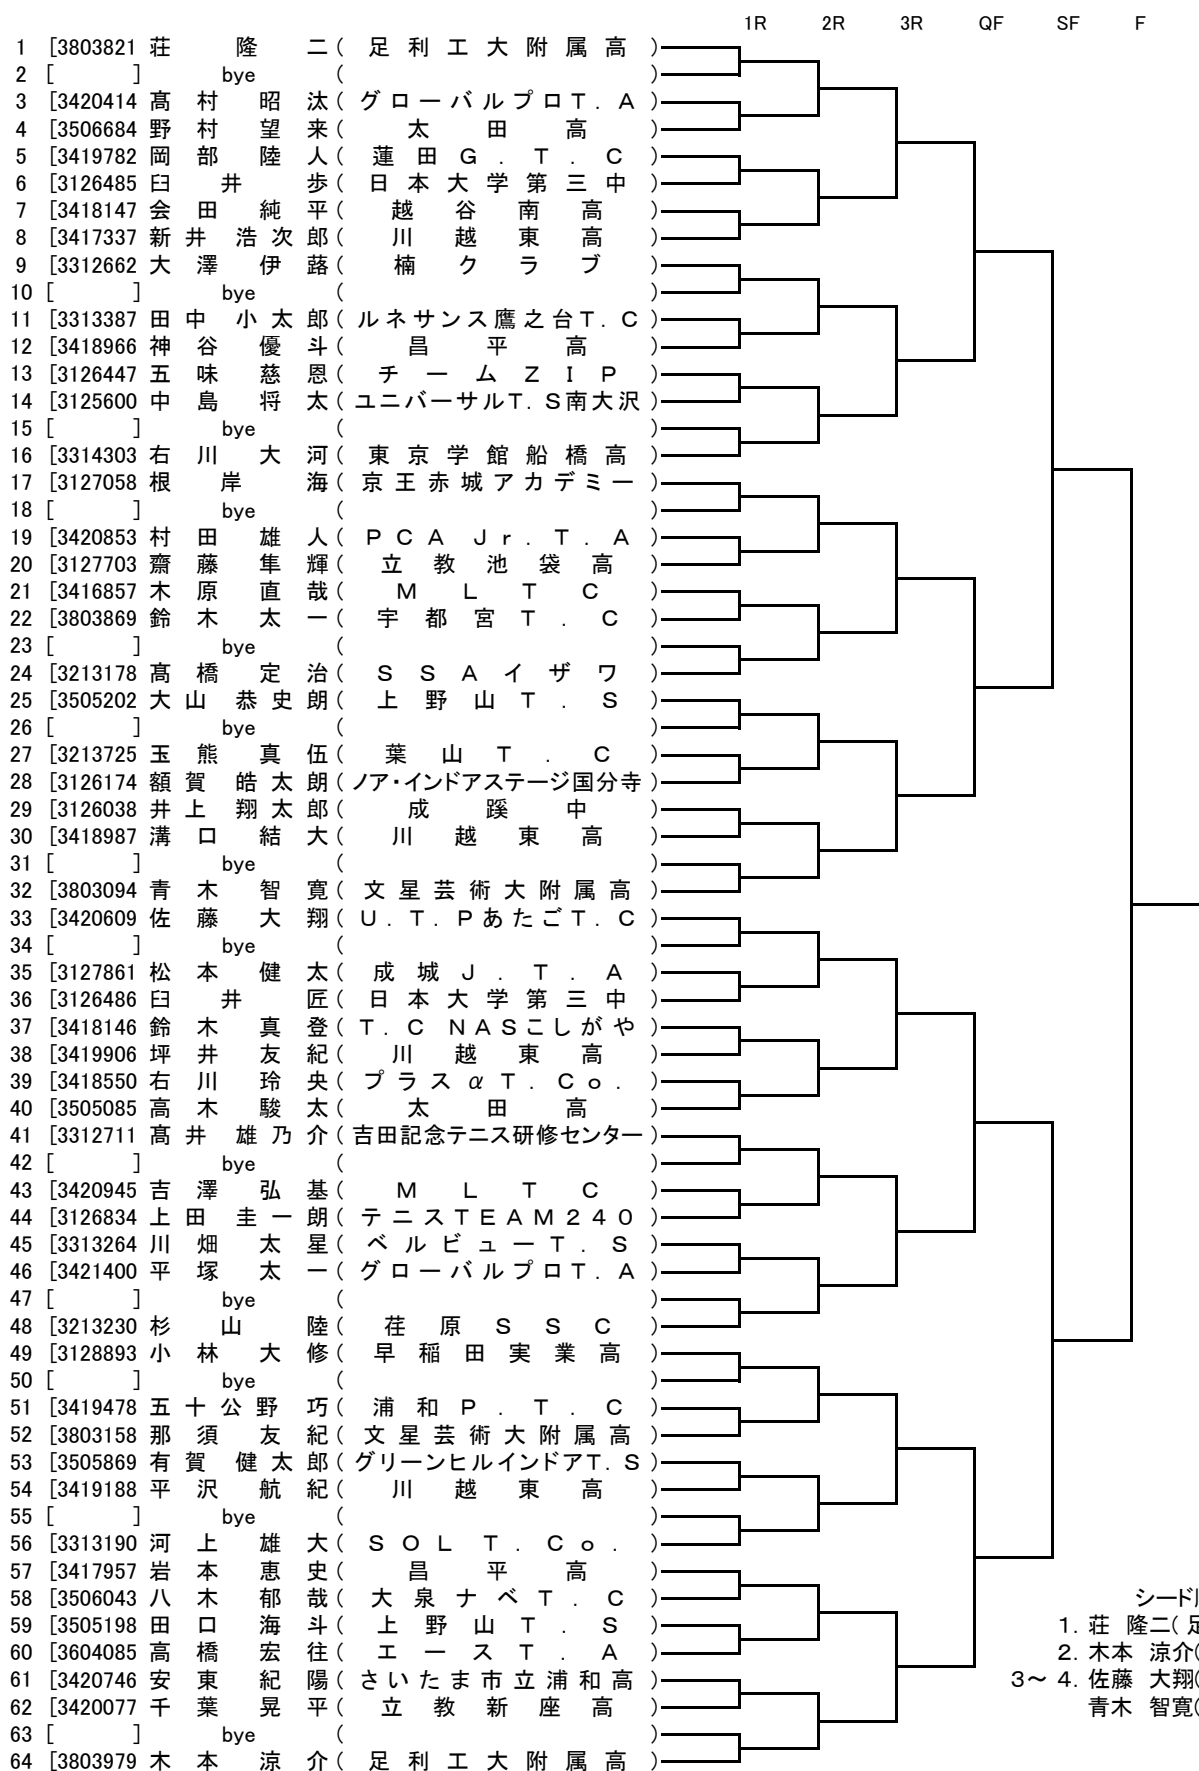 1R 2R 3R QF SF F
1 [3803821 荘 隆 二 ( 足 利 工 大 附 属 高 )
2 [ ] bye ( )
3 [3420414 髙 村 昭 汰 ( グ ロ ー バ ル プ ロ T . A )
4 [3506684 野 村 望 来 ( 太 田 高 )
5 [3419782 岡 部 陸 人 ( 蓮 田 G . T . C )
6 [3126485 臼 井 歩 ( 日 本 大 学 第 三 中 )
7 [3418147 会 田 純 平 ( 越 谷 南 高 )
8 [3417337 新 井 浩 次 郎 ( 川 越 東 高 )
9 [3312662 大 澤 伊 蕗 ( 楠 ク ラ ブ )
10 [ ] bye ( )
11 [3313387 田 中 小 太 郎 ( ル ネ サ ン ス 鷹 之 台 T . C )
12 [3418966 神 谷 優 斗 ( 昌 平 高 )
13 [3126447 五 味 慈 恩 ( チ ー ム Z I P )
14 [3125600 中 島 将 太 ( ユ ニ バ ー サ ル T . S 南 大 沢 )
15 [ ] bye ( )
16 [3314303 右 川 大 河 ( 東 京 学 館 船 橋 高 )
17 [3127058 根 岸 海 ( 京 王 赤 城 ア カ デ ミ ー )
18 [ ] bye ( )
19 [3420853 村 田 雄 人 ( P C A J r . T . A )
20 [3127703 齋 藤 隼 輝 ( 立 教 池 袋 高 )
21 [3416857 木 原 直 哉 ( M L T C )
22 [3803869 鈴 木 太 一 ( 宇 都 宮 T . C )
23 [ ] bye ( )
24 [3213178 髙 橋 定 治 ( S S A イ ザ ワ )
25 [3505202 大 山 恭 史 朗 ( 上 野 山 T . S )
26 [ ] bye ( )
27 [3213725 玉 熊 真 伍 ( 葉 山 T . C )
28 [3126174 額 賀 皓 太 朗 ( ノア・インドアステージ国分寺 )
29 [3126038 井 上 翔 太 郎 ( 成 蹊 中 )
30 [3418987 溝 口 結 大 ( 川 越 東 高 )
31 [ ] bye ( )
32 [3803094 青 木 智 寛 ( 文 星 芸 術 大 附 属 高 )
33 [3420609 佐 藤 大 翔 ( U . T . P あ た ご T . C )
34 [ ] bye ( )
35 [3127861 松 本 健 太 ( 成 城 J . T . A )
36 [3126486 臼 井 匠 ( 日 本 大 学 第 三 中 )
37 [3418146 鈴 木 真 登 ( T . C N A S こ し が や )
38 [3419906 坪 井 友 紀 ( 川 越 東 高 )
39 [3418550 右 川 玲 央 ( プ ラ ス α T . C o . )
40 [3505085 高 木 駿 太 ( 太 田 高 )
41 [3312711 髙 井 雄 乃 介 ( 吉田記念テニス研修センター )
42 [ ] bye ( )
43 [3420945 吉 澤 弘 基 ( M L T C )
44 [3126834 上 田 圭 一 朗 ( テ ニ ス T E A M 2 4 0 )
45 [3313264 川 畑 太 星 ( ベ ル ビ ュ ー T . S )
46 [3421400 平 塚 太 一 ( グ ロ ー バ ル プ ロ T . A )
47 [ ] bye ( )
48 [3213230 杉 山 陸 ( 荏 原 S S C )
49 [3128893 小 林 大 修 ( 早 稲 田 実 業 高 )
50 [ ] bye ( )
51 [3419478 五 十 公 野 巧 ( 浦 和 P . T . C )
52 [3803158 那 須 友 紀 ( 文 星 芸 術 大 附 属 高 )
53 [3505869 有 賀 健 太 郎 ( グリーンヒルインドアT . S )
54 [3419188 平 沢 航 紀 ( 川 越 東 高 )
55 [ ] bye ( )
56 [3313190 河 上 雄 大 ( S O L T . C o . )
57 [3417957 岩 本 恵 史 ( 昌 平 高 )
58 [3506043 八 木 郁 哉 ( 大 泉 ナ ベ T . C )
シード
59 [3505198 田 口 海 斗 ( 上 野 山 T . S )
1. 荘 隆二( 足
60 [3604085 高 橋 宏 往 ( エ ー ス T . A )
2. 木本 涼介(
61 [3420746 安 東 紀 陽 ( さ い た ま 市 立 浦 和 高 )
3～ 4. 佐藤 大翔(
62 [3420077 千 葉 晃 平 ( 立 教 新 座 高 )
青木 智寛(
63 [ ] bye ( )
64 [3803979 木 本 涼 介 ( 足 利 工 大 附 属 高 )